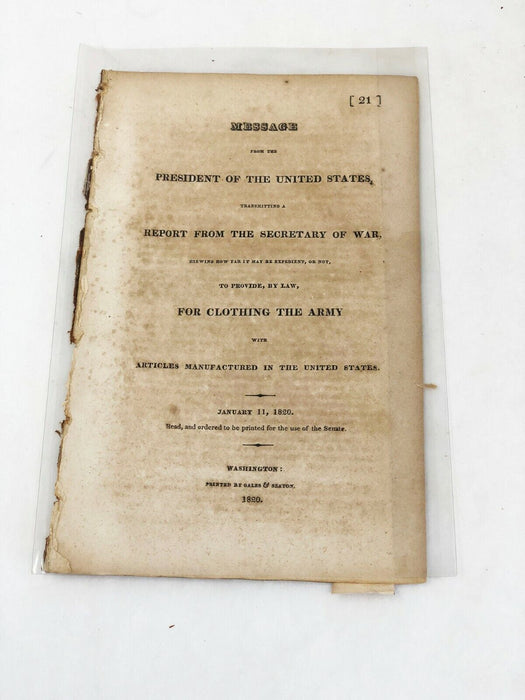 [ 21 ]
MESSAGE
FROM THE
PRESIDENT OF THE UNITED STATES,
TRANSMITTING A
REPORT FROM THE SECRETARY OF WAR,
SHEWING HOW FAR IT MAY BE EXPEDIENT, OR NOT,
TO PROVIDE, BY LAW,
FOR CLOTHING THE ARMY
WITH
ARTICLES MANUFACTURED IN THE UNITED STATES.
JANUARY 11, 1820.
Read, and ordered to be printed for the use of the Senate.
WASHINGTON:
PRINTED BY GALES & SEATON.
1820.